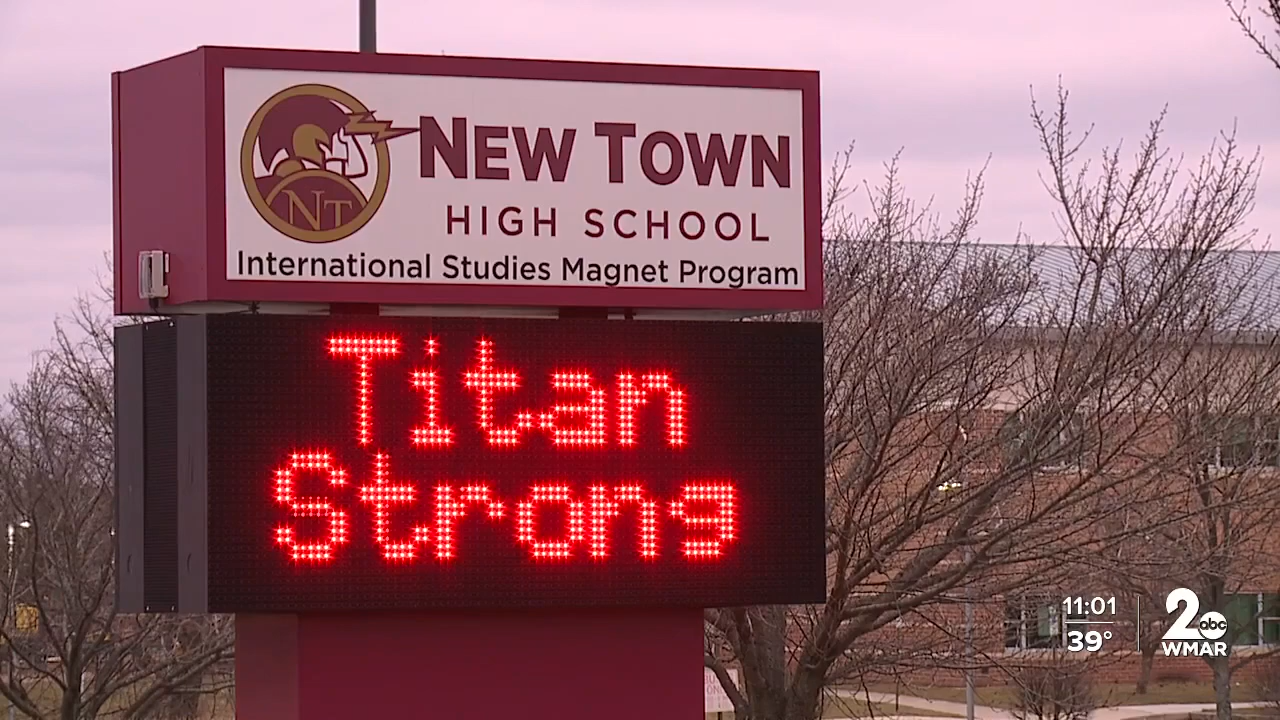 NEW TOWN
HIGH SCHOOL
NT
International Studies Magnet Program
Titan
Strong
11:01
39°
2 abc
WMAR